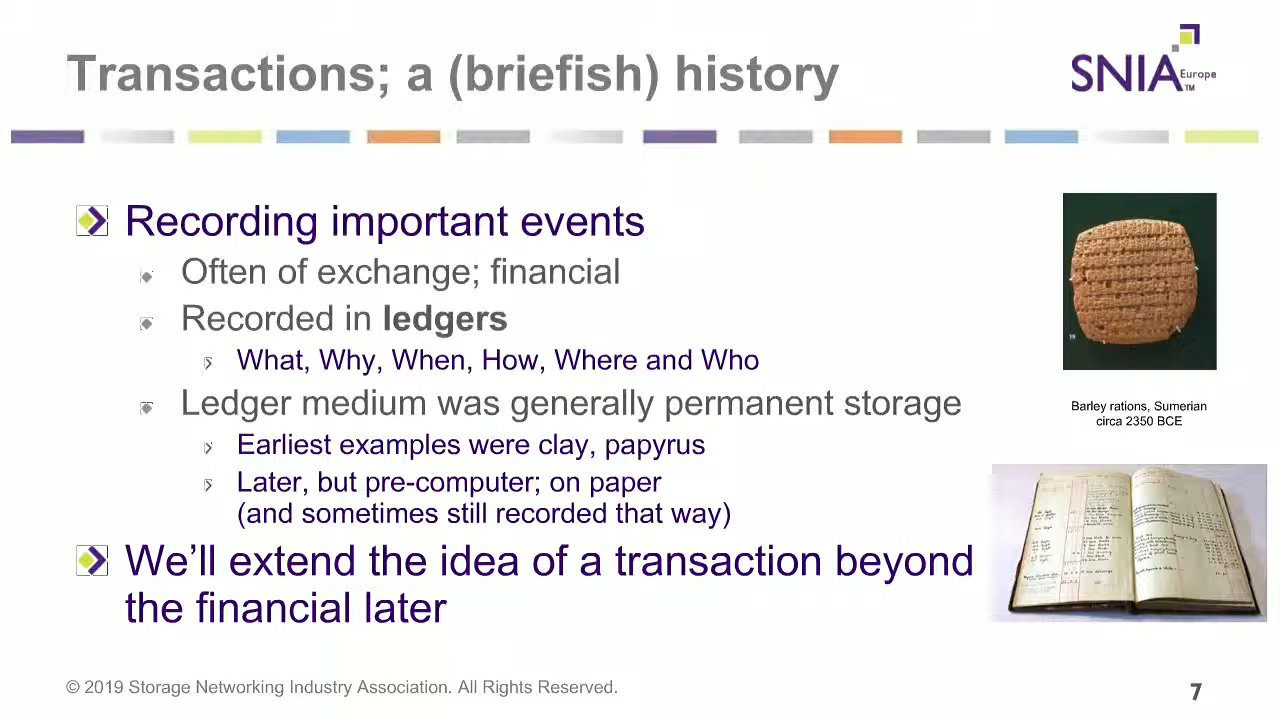 Transactions; a (briefish) history
SNIA Europe
TM
Recording important events
Often of exchange; financial
Recorded in ledgers
What, Why, When, How, Where and Who
Ledger medium was generally permanent storage
Earliest examples were clay, papyrus
Later, but pre-computer; on paper
(and sometimes still recorded that way)
We’ll extend the idea of a transaction beyond
the financial later
Barley rations, Sumerian
circa 2350 BCE
© 2019 Storage Networking Industry Association. All Rights Reserved.
7